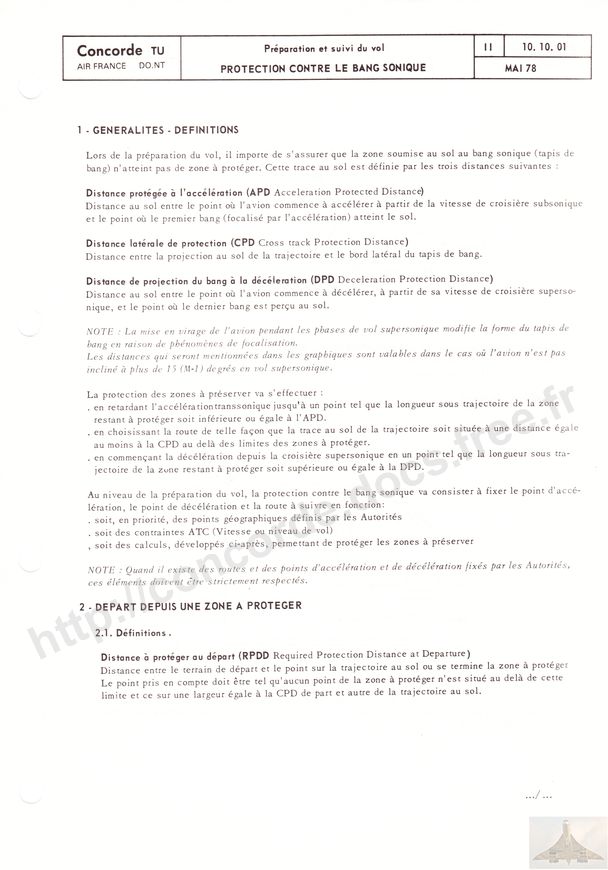 Concorde TU
AIR FRANCE DO.NT
Préparation et suivi du vol
PROTECTION CONTRE LE BANG SONIQUE
II
10. 10. 01
MAI 78
1 - GENERALITES - DEFINITIONS
Lors de la préparation du vol, il importe de s'assurer que la zone soumise au sol au bang sonique (tapis de
bang) n'atteint pas de zone à protéger. Cette trace au sol est définie par les trois distances suivantes :
Distance protégée à l'accélération (APD Acceleration Protected Distance)
Distance au sol entre le point où l'avion commence à accélérer à partir de la vitesse de croisière subsonique
et le point où le premier bang (focalisé par l'accélération) atteint le sol.
Distance latérale de protection (CPD Cross track Protection Distance)
Distance entre la projection au sol de la trajectoire et le bord latéral du tapis de bang.
Distance de projection du bang à la décéleration (DPD Deceleration Protection Distance)
Distance au sol entre le point où l'avion commence à décélérer, à partir de sa vitesse de croisière superso-
nique, et le point où le dernier bang est perçu au sol.
NOTE : La mise en virage de l'avion pendant les phases de vol supersonique modifie la forme du tapis de
bang en raison de phénomènes de focalisation.
Les distances qui seront mentionnées dans les graphiques sont valables dans le cas où l'avion n'est pas
incliné à plus de 15 (M-1) degrés en vol supersonique.
La protection des zones à préserver va s'effectuer :
. en retardant l'accélérationtranssonique jusqu'à un point tel que la longueur sous trajectoire de la zone
restant à protéger soit inférieure ou égale à l'APD.
. en choisissant la route de telle façon que la trace au sol de la trajectoire soit située à une distance égale
au moins à la CPD au delà des limites des zones à protéger.
. en commençant la décélération depuis la croisière supersonique en un point tel que la longueur sous tra-
jectoire de la zone restant à protéger soit supérieure ou égale à la DPD.
Au niveau de la préparation du vol, la protection contre le bang sonique va consister à fixer le point d'accé-
lération, le point de décélération et la route à suivre en fonction:
. soit, en priorité, des points géographiques définis par les Autorités
. soit des contraintes ATC (Vitesse ou niveau de vol)
. soit des calculs, développés ci-après, permettant de protéger les zones à préserver
NOTE : Quand il existe des routes et des points d'accélération et de décélération fixés par les Autorités,
ces éléments doivent être strictement respectés.
2 - DEPART DEPUIS UNE ZONE A PROTEGER
2.1. Définitions .
Distance à protéger au départ (RPDD Required Protection Distance at Departure)
Distance entre le terrain de départ et le point sur la trajectoire au sol ou se termine la zone à protéger
Le point pris en compte doit être tel qu'aucun point de la zone à protéger n'est situé au delà de cette
limite et ce sur une largeur égale à la CPD de part et autre de la trajectoire au sol.
.../ ...
http://concorde.docs.free.fr